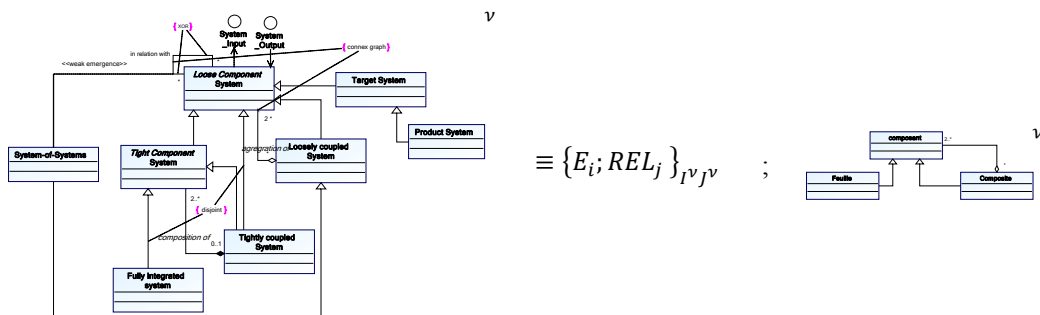 ν
{ XOR }
System
_Input
System
_Output
in relation with
{ connex graph }
<<weak emergence>>
*
*
Loose Component
System
Target System
2..*
Product System
System-of-Systems
Tight Component
System
agregration of
Loosely coupled
System
≡ {E_i; REL_j}_{I^ν J^ν} ;
ν
component
2..*
Feuille
Composite
2..*
{ disjoint }
composition of
0..1
Tightly coupled
System
Fully Integrated
system